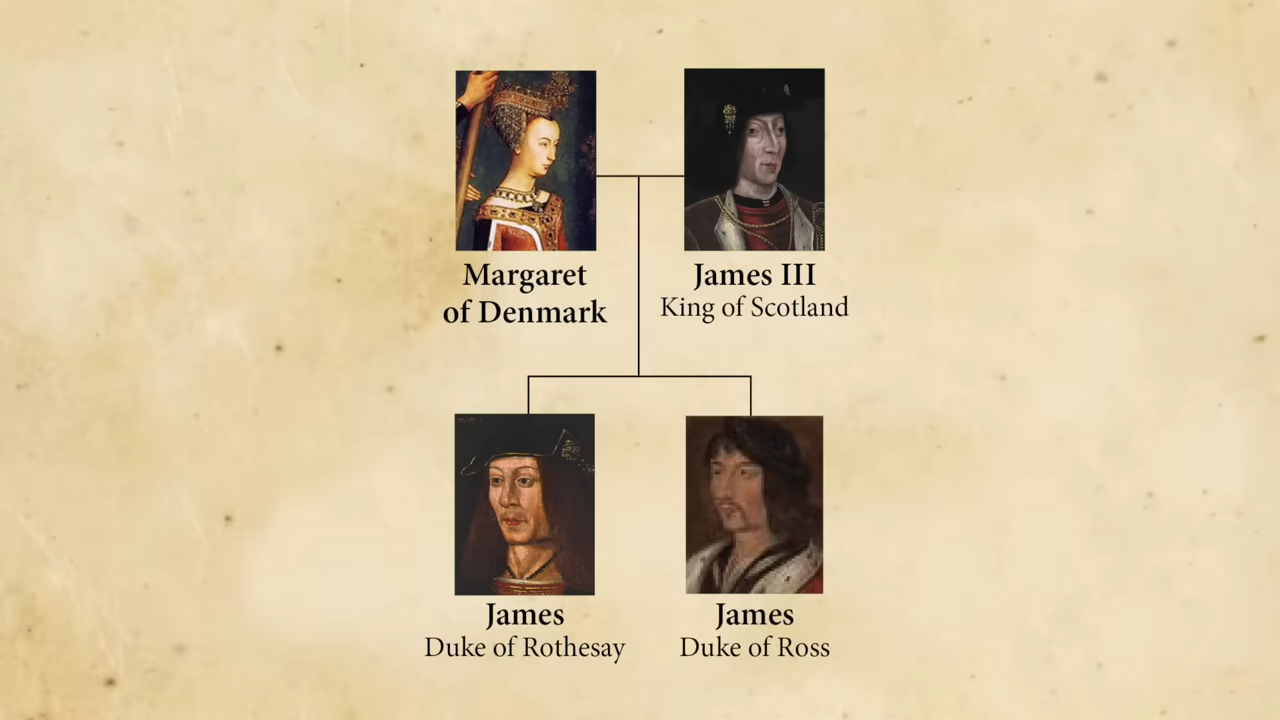 Margaret
of Denmark
James III
King of Scotland
James
Duke of Rothesay
James
Duke of Ross